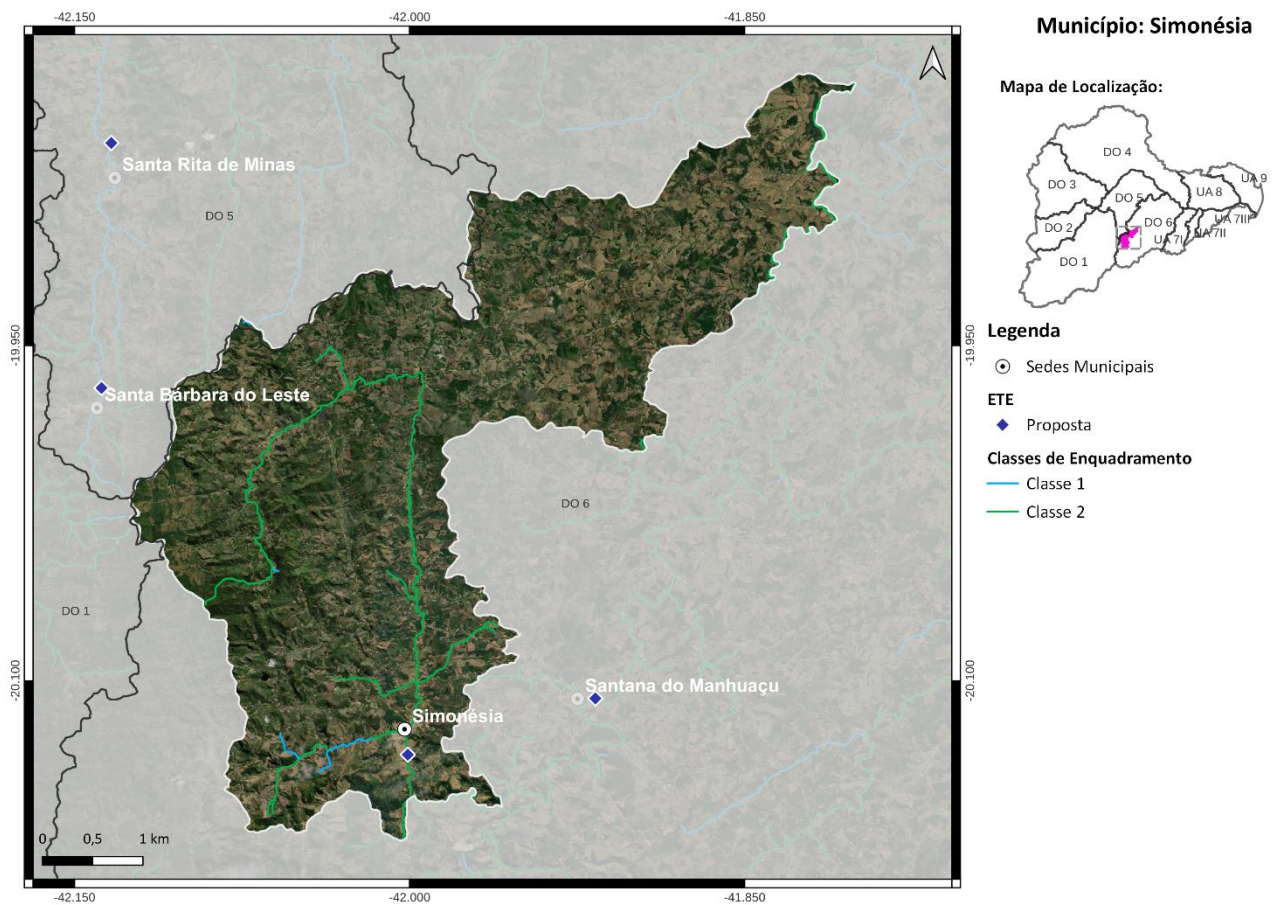 Município: Simonésia
-42.150
-42.000
-41.850
Mapa de Localização:
DO 4
DO 3
DO 5
UA 8
UA 9
DO 2
DO 6
UA 7III
UA 7II
UA 7I
DO 1
Santa Rita de Minas
DO 5
-19.950
-19.950
Legenda
Sedes Municipais
Santa Bárbara do Leste
ETE
Proposta
Classes de Enquadramento
Classe 1
Classe 2
DO 6
DO 1
-20.100
-20.100
Santana do Manhuaçu
Simonésia
0 0,5 1 km
-42.150
-42.000
-41.850